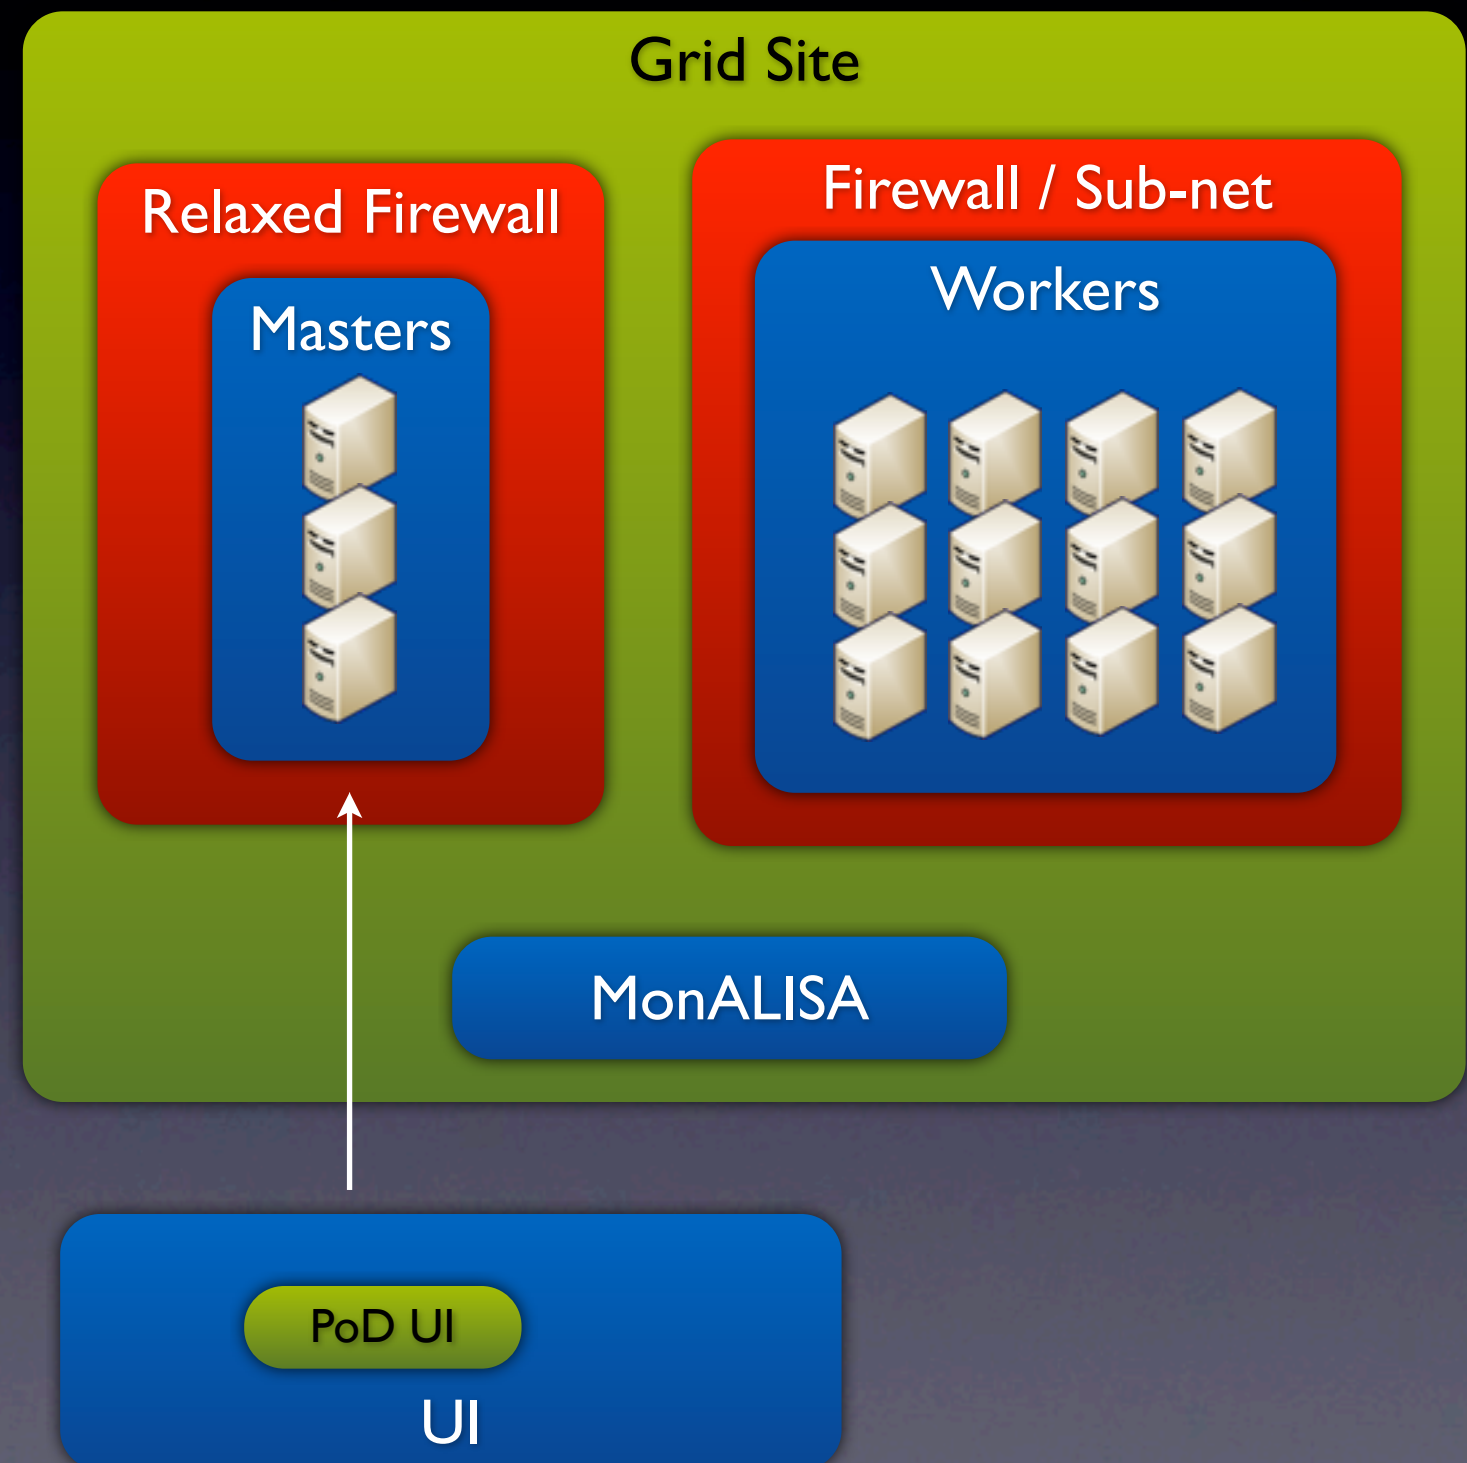 Grid Site
Relaxed Firewall
Masters
Firewall / Sub-net
Workers
MonALISA
PoD UI
UI